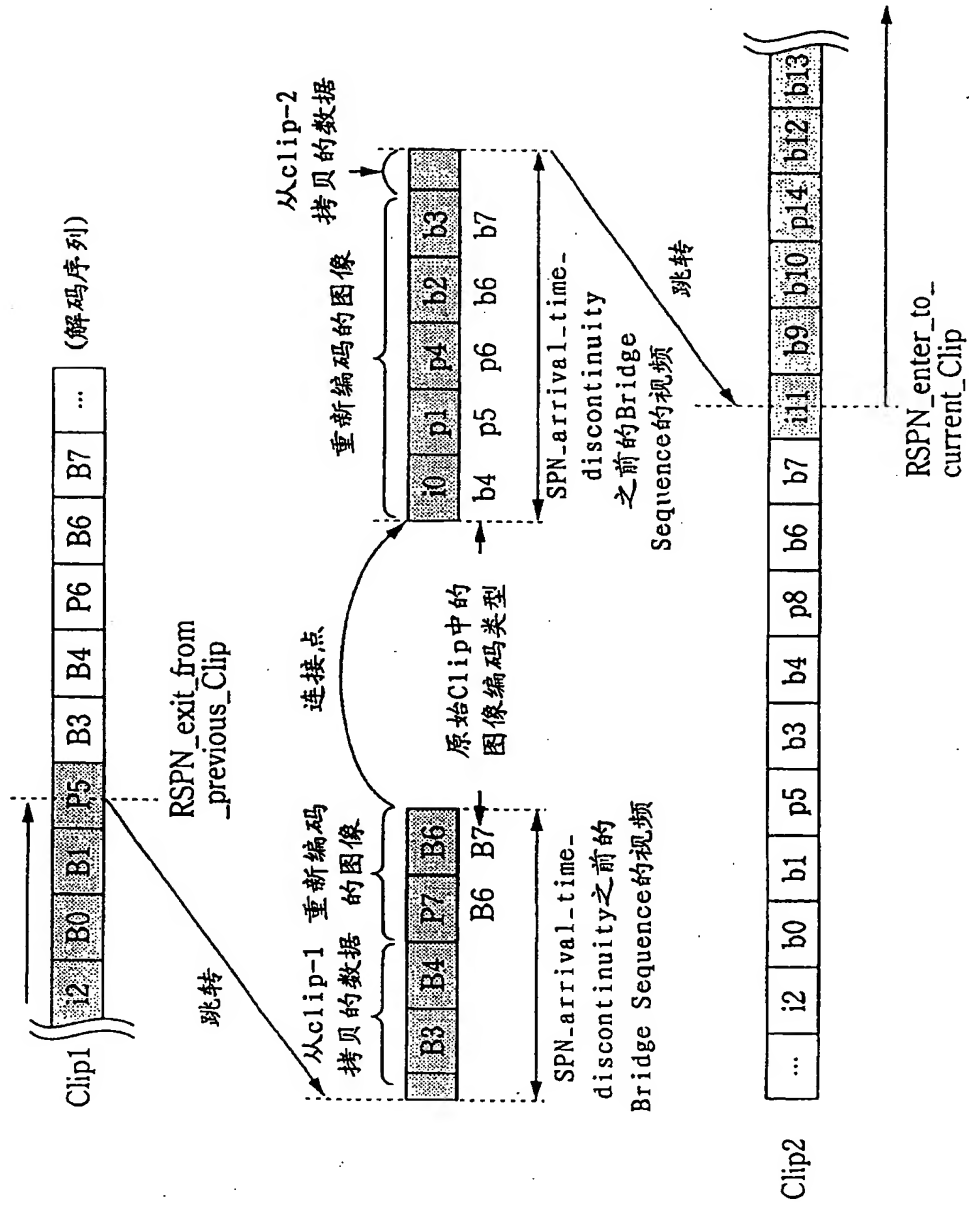 Clip1
i2 B0 B1 P5 B3 B4 P6 B6 B7 ...
(解码序列)
RSPN_exit_from
_previous_Clip
跳转
从clip-1
拷贝的数据
重新编码
的图像
B3 B4 P7 B6
B6 B7
SPN_arrival_time_
discontinuity之前的
Bridge Sequence的视频
连接点
原始Clip中的
图像编码类型
重新编码的图像
从clip-2
拷贝的数据
i0 p1 p4 b2 b3
b4 p5 p6 b6 b7
SPN_arrival_time_
discontinuity
之前的Bridge
Sequence的视频
跳转
Clip2
... i2 b0 b1 p5 b3 b4 p8 b6 b7 i11 b9 b10 p14 b12 b13
RSPN_enter_to_
current_Clip